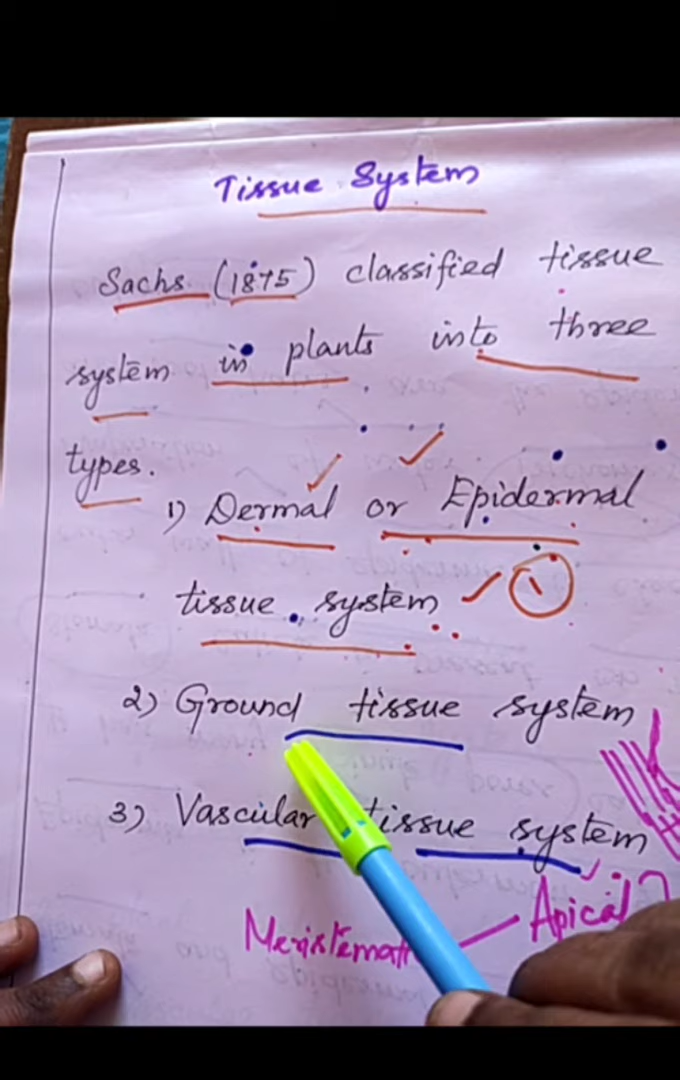 Tissue System
Sachs (1875) classified tissue
system in plants into three
types.
1) Dermal or Epidermal
tissue system
2) Ground tissue system
3) Vascular tissue system
Apical